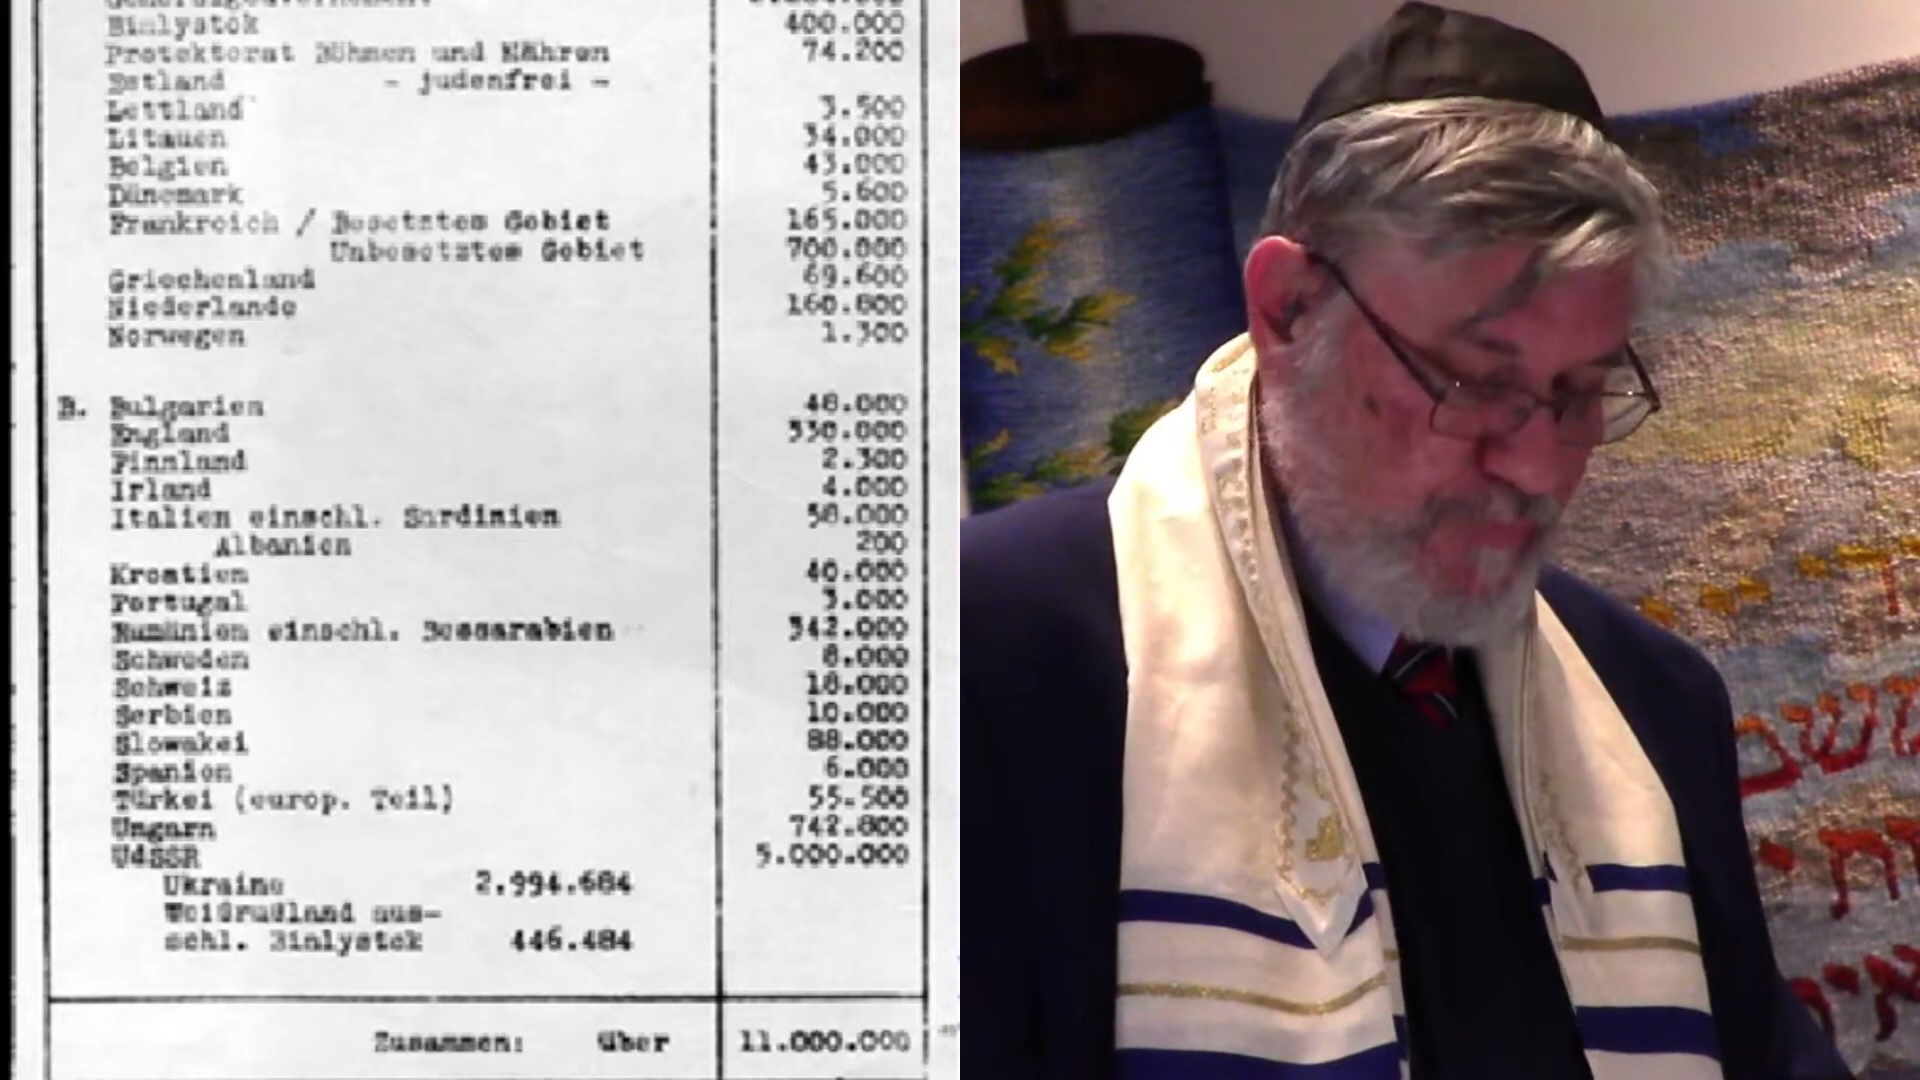 Bialystok 400.000
Protektorat Böhmen und Mähren 74.200
Estland - judenfrei -
Lettland 3.500
Litauen 34.000
Belgien 43.000
Dänemark 5.600
Frankreich / Besetztes Gebiet 165.000
Unbesetztes Gebiet 700.000
Griechenland 69.600
Niederlande 160.800
Norwegen 1.300
B. Bulgarien 48.000
England 330.000
Finnland 2.300
Irland 4.000
Italien einschl. Sardinien 58.000
Albanien 200
Kroatien 40.000
Portugal 3.000
Rumänien einschl. Bessarabien 342.000
Schweden 8.000
Schweiz 18.000
Serbien 10.000
Slowakei 88.000
Spanien 6.000
Türkei (europ. Teil) 55.500
Ungarn 742.800
UdSSR 5.000.000
Ukraine 2.994.684
Weißrußland aus-
schl. Bialystok 446.484
Zusammen: über 11.000.000